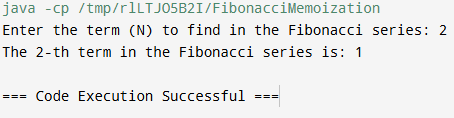 java -cp /tmp/rlLTJO5B2I/FibonacciMemoization
Enter the term (N) to find in the Fibonacci series: 2
The 2-th term in the Fibonacci series is: 1
=== Code Execution Successful ===